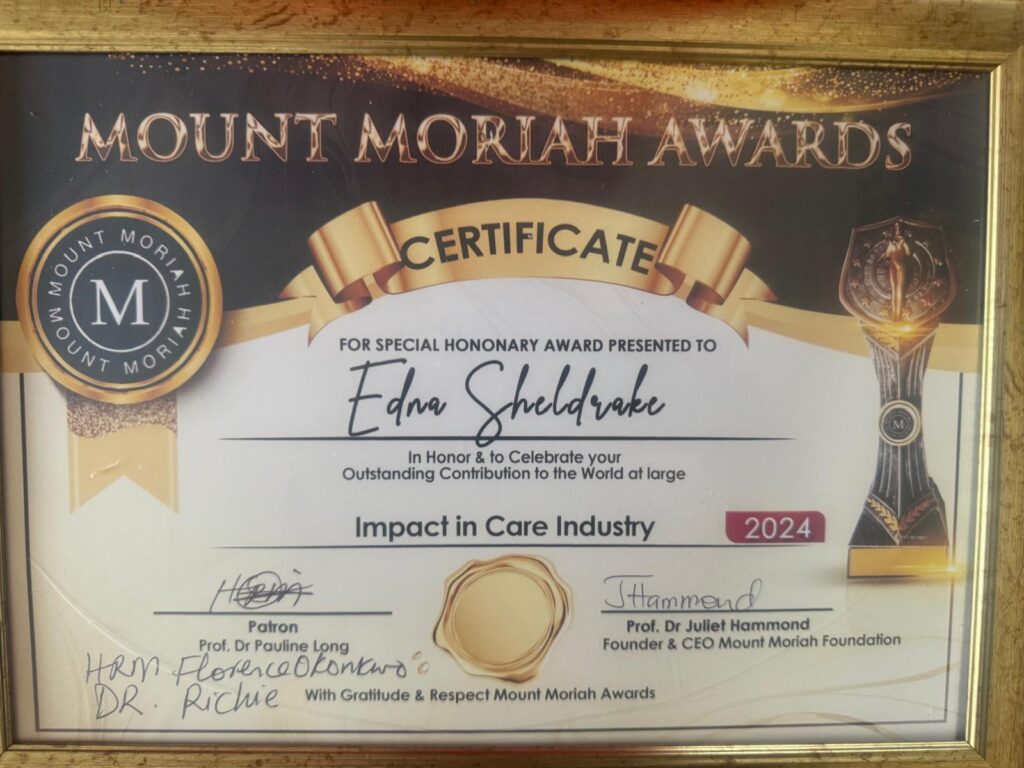 MOUNT MORIAH AWARDS
CERTIFICATE
MOUNT MORIAH
M
MOUNT MORIAH
FOR SPECIAL HONONARY AWARD PRESENTED TO
Edna Sheldrake
In Honor & to Celebrate your
Outstanding Contribution to the World at large
Impact in Care Industry
2024
M
JHammond
Patron
Prof. Dr Pauline Long
Prof. Dr Juliet Hammond
Founder & CEO Mount Moriah Foundation
HRM Florence Okonkwo
DR. Richie
With Gratitude & Respect Mount Moriah Awards